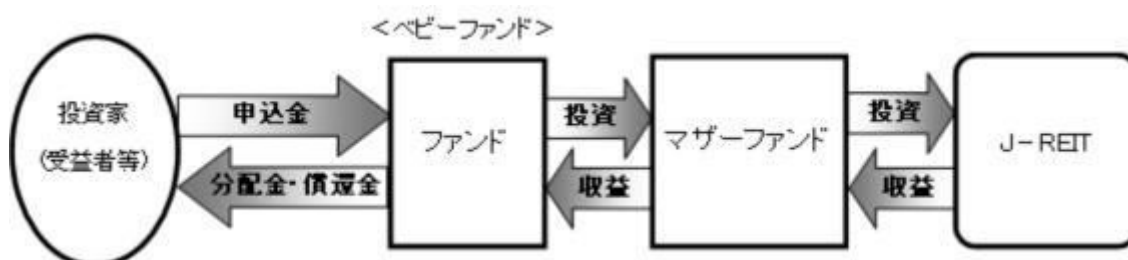 <ベビーファンド>
投資家
(受益者等)
申込金
分配金・償還金
ファンド
投資
収益
マザーファンド
投資
収益
J-REIT